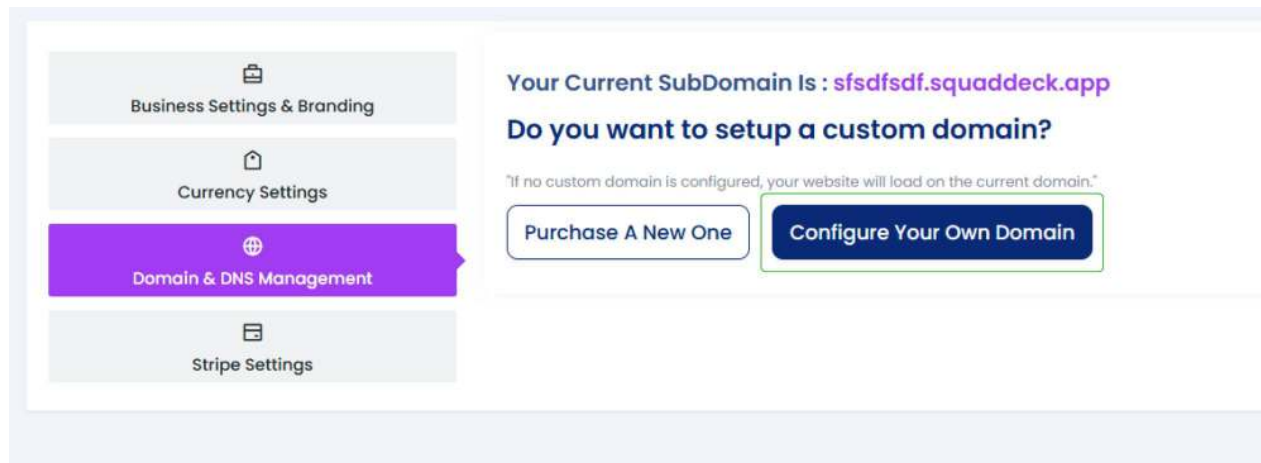 Business Settings & Branding
Currency Settings
Domain & DNS Management
Stripe Settings
Your Current SubDomain Is : sfsdfsdf.squaddeck.app
Do you want to setup a custom domain?
"If no custom domain is configured, your website will load on the current domain."
Purchase A New One
Configure Your Own Domain